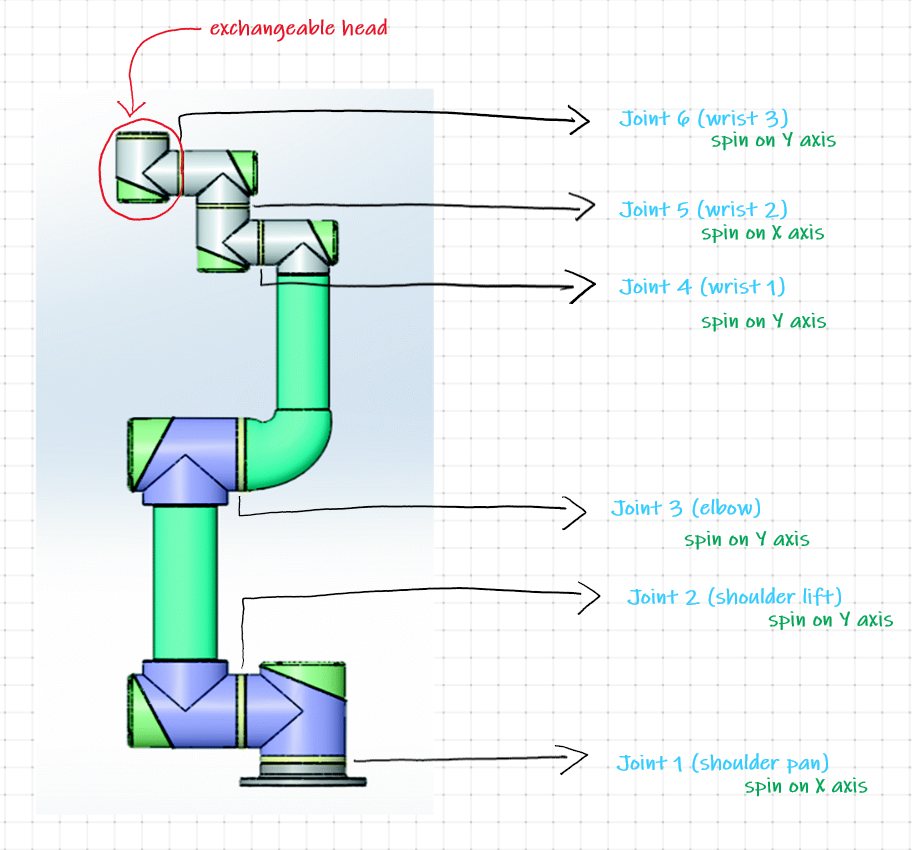 exchangeable head
Joint 6 (wrist 3)
spin on Y axis
Joint 5 (wrist 2)
spin on X axis
Joint 4 (wrist 1)
spin on Y axis
Joint 3 (elbow)
spin on Y axis
Joint 2 (shoulder lift)
spin on Y axis
Joint 1 (shoulder pan)
spin on X axis